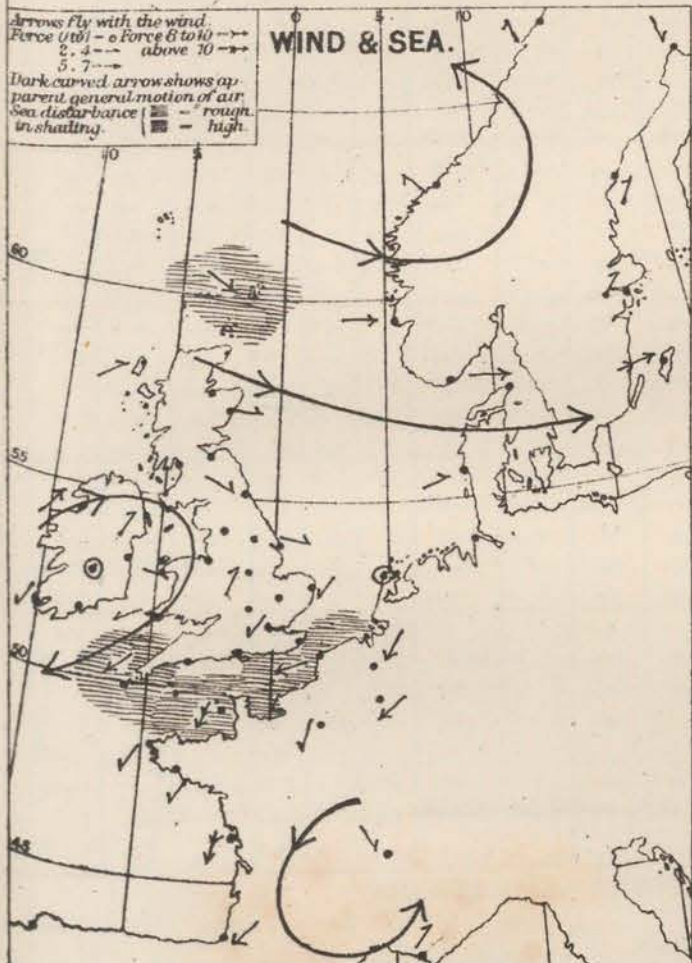 Arrows fly with the wind.
Force 0 to 1 - o Force 8 to 10
2. 4 -- above 10
5. 7 --
Dark curved arrow shows ap-
parent general motion of air.
Sea disturbance - rough.
in shading. - high.
WIND & SEA.
0 10
10 5
60
55
50
45